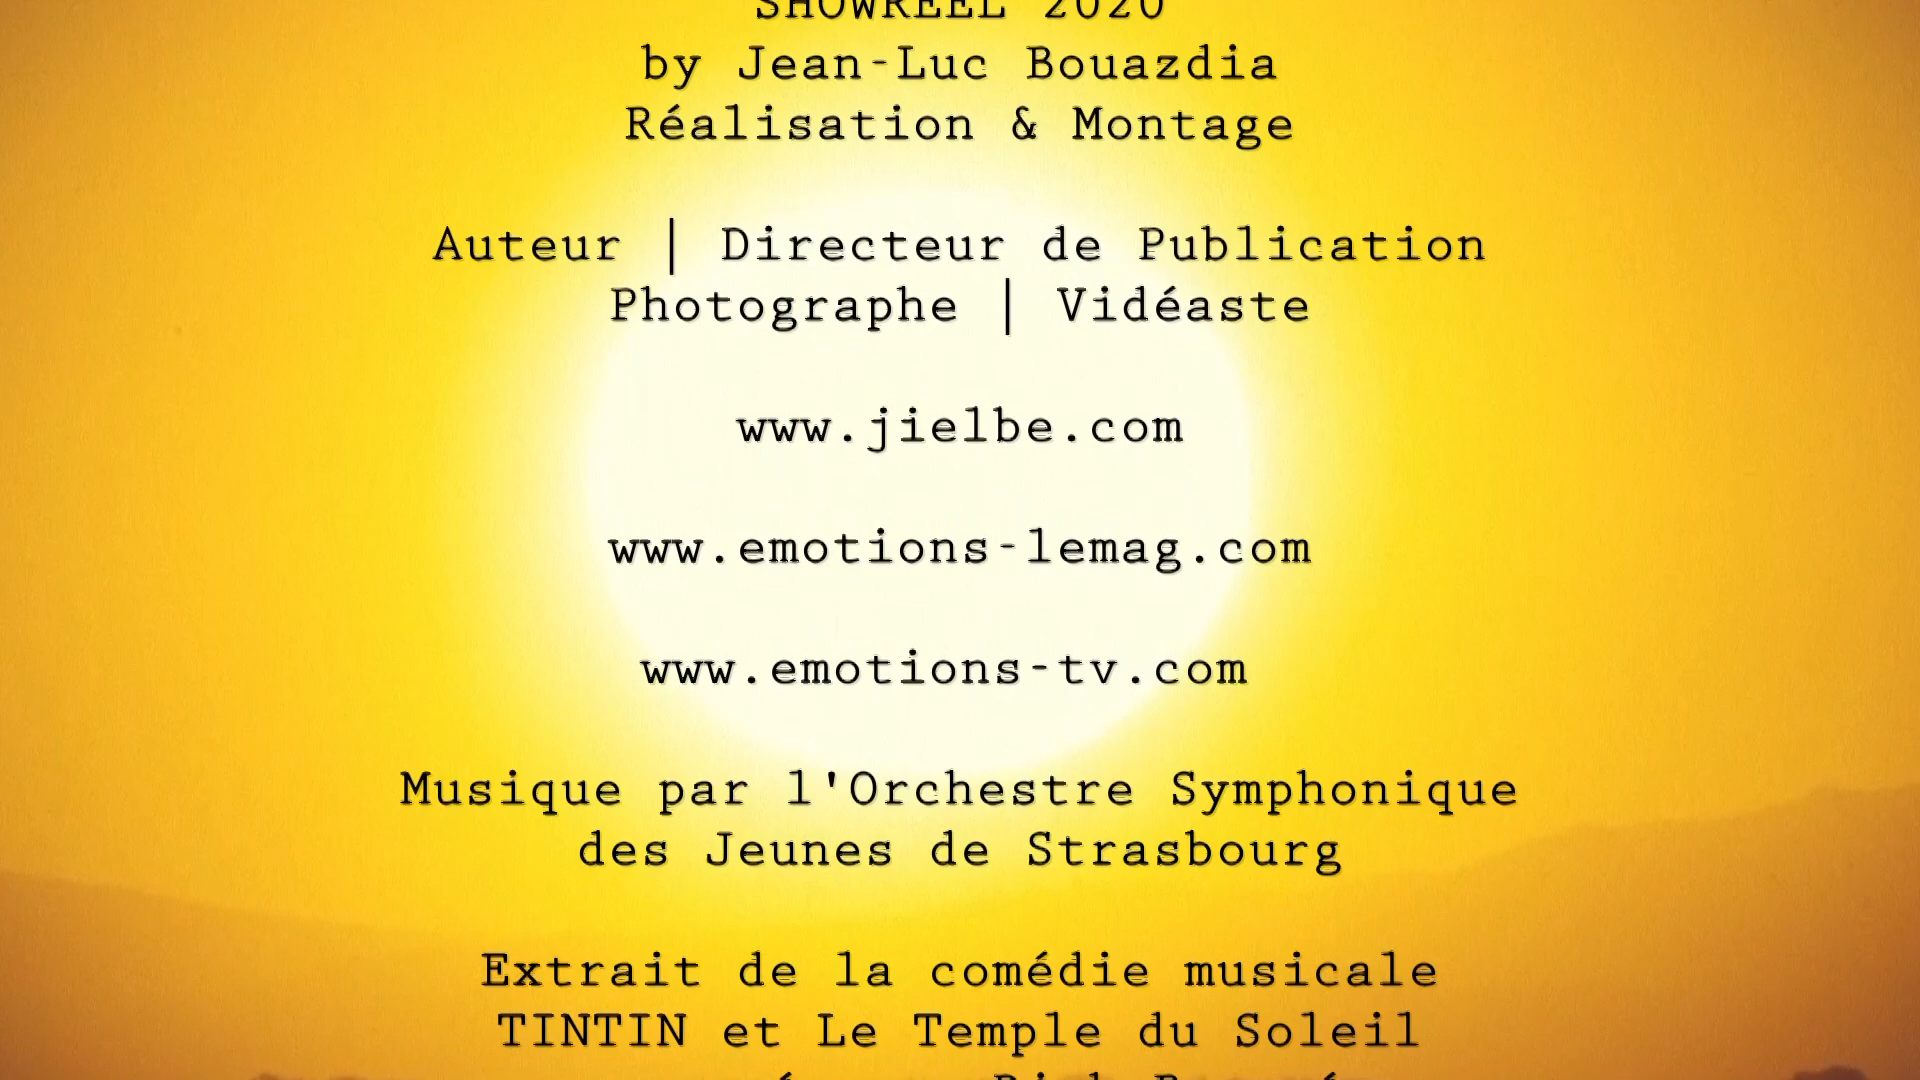 SHOWREEL 2020
by Jean-Luc Bouazdia
Réalisation & Montage
Auteur | Directeur de Publication
Photographe | Vidéaste
www.jielbe.com
www.emotions-lemag.com
www.emotions-tv.com
Musique par l'Orchestre Symphonique
des Jeunes de Strasbourg
Extrait de la comédie musicale
TINTIN et Le Temple du Soleil